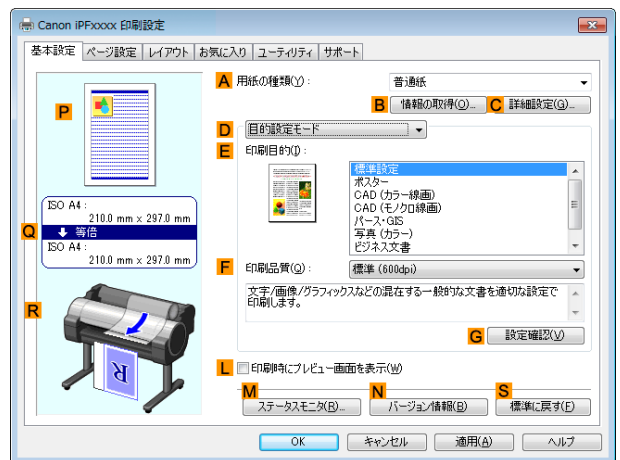 Canon iPFxxxx 印刷設定
基本設定 ページ設定 レイアウト お気に入り ユーティリティ サポート
A 用紙の種類(Y): 普通紙
B 情報の取得(O)... C 詳細設定(G)...
P
D 目的設定モード
E 印刷目的(I):
標準設定
ポスター
CAD (カラー線画)
CAD (モノクロ線画)
パース・GIS
写真 (カラー)
ビジネス文書
ISO A4:
210.0 mm x 297.0 mm
Q 等倍
ISO A4:
210.0 mm x 297.0 mm
F 印刷品質(Q): 標準 (600dpi)
文字/画像/グラフィックスなどの混在する一般的な文書を適切な設定で
印刷します。
R
G 設定確認(V)
R
L 印刷時にプレビュー画面を表示(W)
M N S
ステータスモニタ(R)... バージョン情報(B) 標準に戻す(F)
OK キャンセル 適用(A) ヘルプ